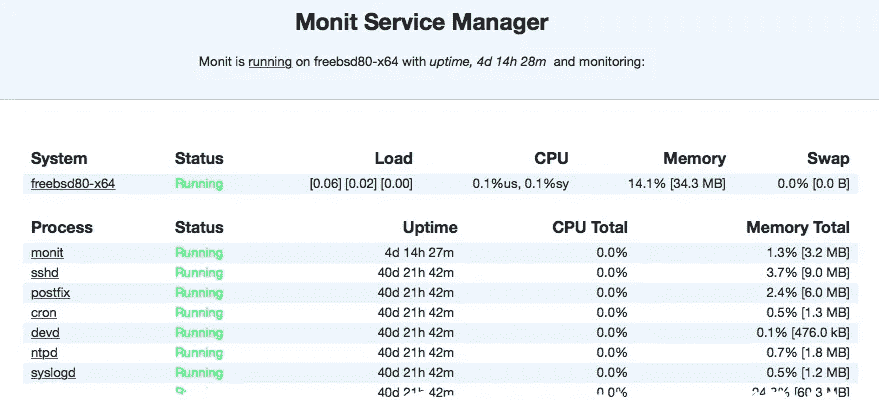 Monit Service Manager
Monit is running on freebsd80-x64 with uptime, 4d 14h 28m and monitoring:
System Status Load CPU Memory Swap
freebsd80-x64 Running [0.06] [0.02] [0.00] 0.1%us, 0.1%sy 14.1% [34.3 MB] 0.0% [0.0 B]
Process Status Uptime CPU Total Memory Total
monit Running 4d 14h 27m 0.0% 1.3% [3.2 MB]
sshd Running 40d 21h 42m 0.0% 3.7% [9.0 MB]
postfix Running 40d 21h 42m 0.0% 2.4% [6.0 MB]
cron Running 40d 21h 42m 0.0% 0.5% [1.3 MB]
devd Running 40d 21h 42m 0.0% 0.1% [476.0 kB]
ntpd Running 40d 21h 42m 0.0% 0.7% [1.8 MB]
syslogd Running 40d 21h 42m 0.0% 0.5% [1.2 MB]
40d 21h 42m 0.0%